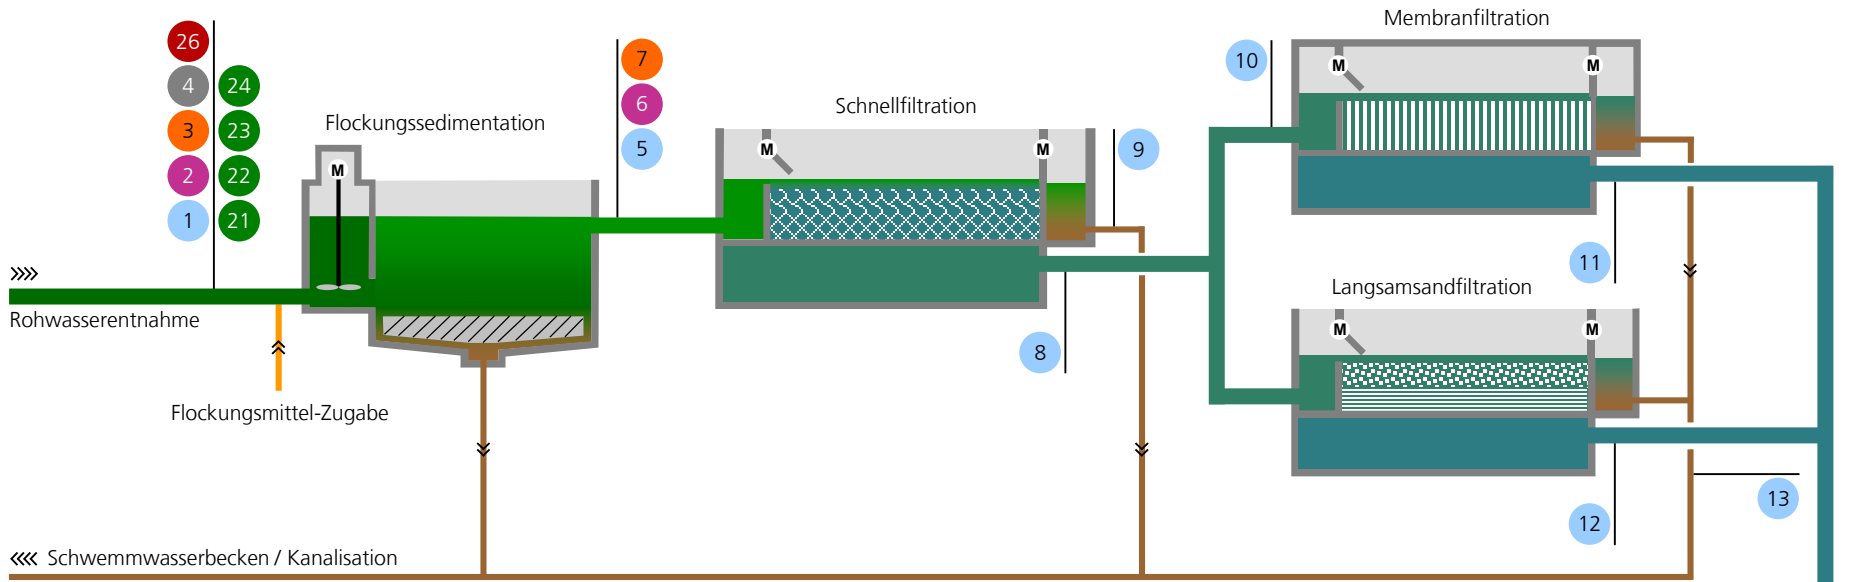 Membranfiltration
26
7
10
M
M
4
24
6
Schnellfiltration
3
23
Flockungssedimentation
5
M
M
9
2
22
M
1
21
11
Langsamsandfiltration
Rohwasserentnahme
M
M
8
Flockungsmittel-Zugabe
13
12
Schwemmwasserbecken / Kanalisation